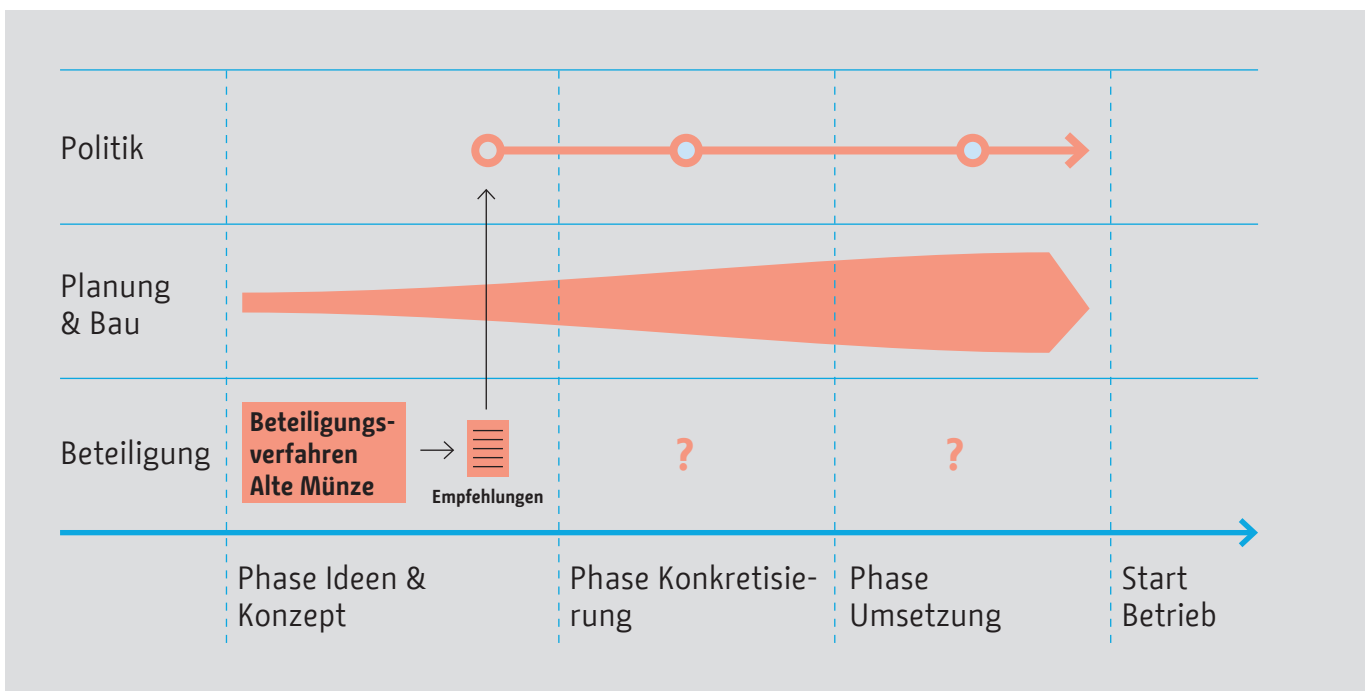 Politik
Planung
& Bau
Beteiligung
Beteiligungs-
verfahren
Alte Münze
Empfehlungen
?
?
Phase Ideen &
Konzept
Phase Konkretisie-
rung
Phase
Umsetzung
Start
Betrieb